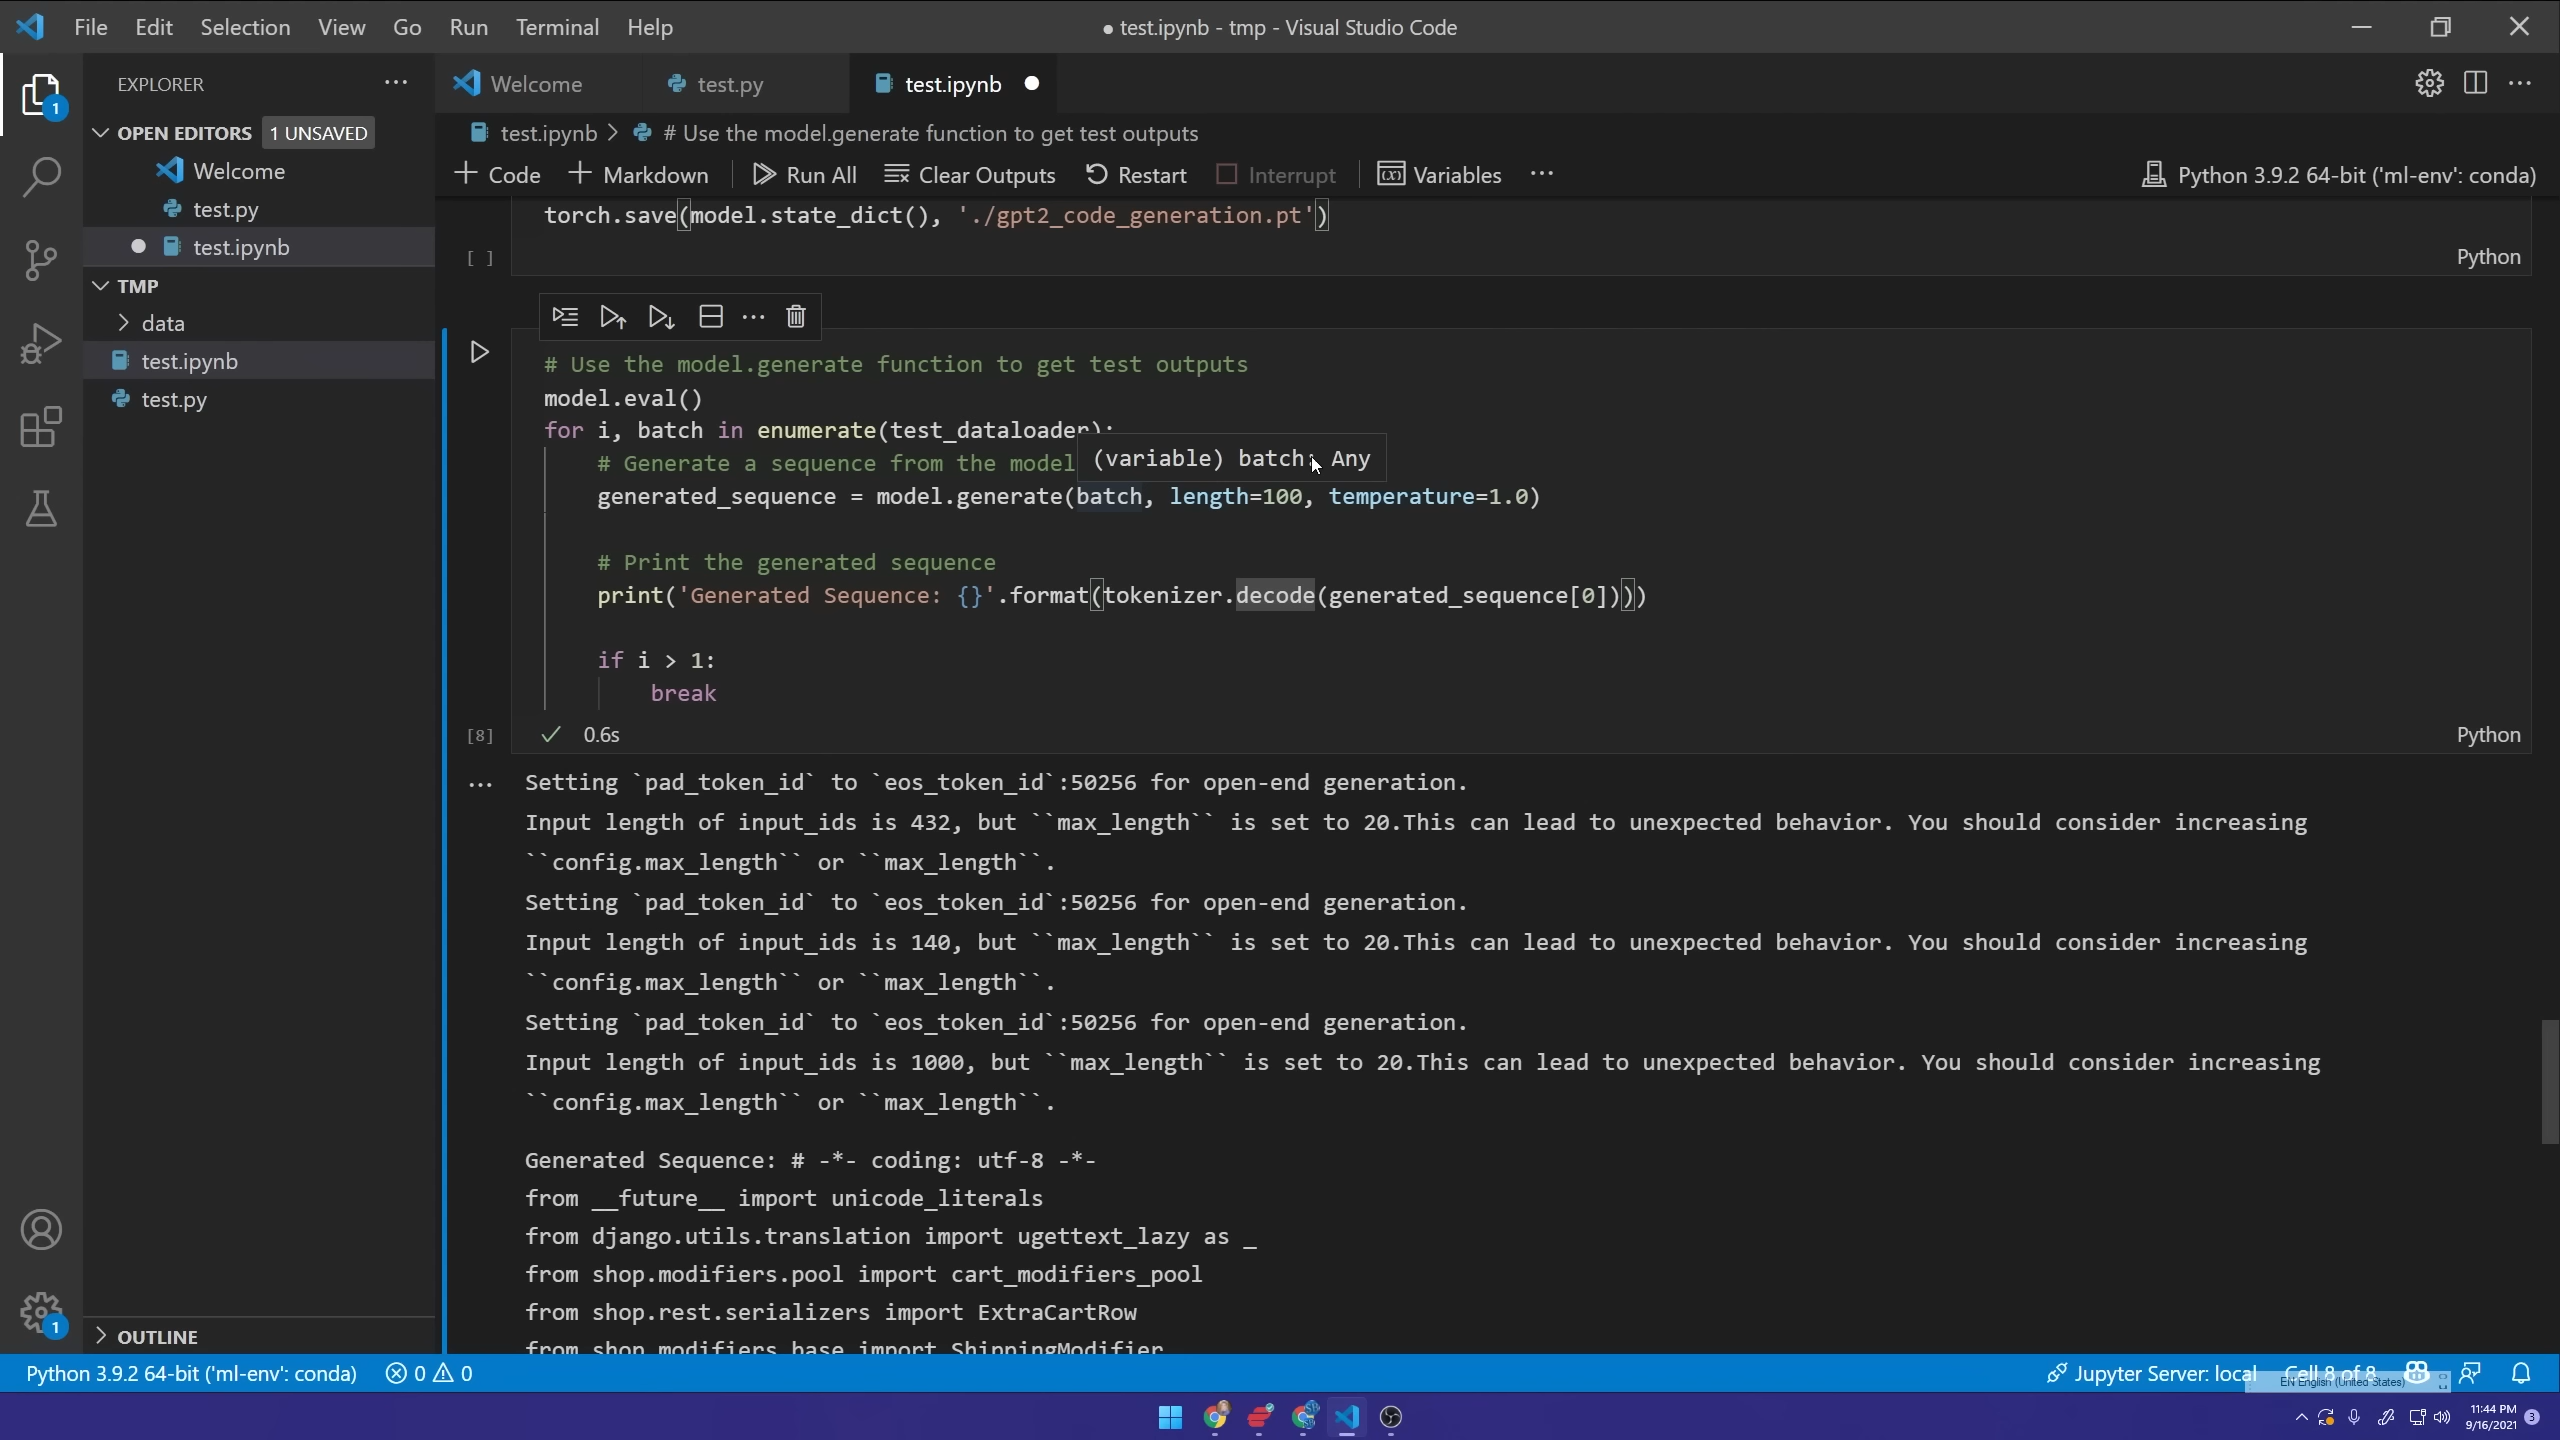 File Edit Selection View Go Run Terminal Help
● test.ipynb - tmp - Visual Studio Code
EXPLORER
OPEN EDITORS 1 UNSAVED
Welcome
test.py
test.ipynb
TMP
data
test.ipynb
test.py
OUTLINE
1
1
Welcome test.py test.ipynb
test.ipynb > # Use the model.generate function to get test outputs
+ Code + Markdown Run All Clear Outputs Restart Interrupt Variables ... Python 3.9.2 64-bit ('ml-env': conda)
torch.save(model.state_dict(), './gpt2_code_generation.pt')
[ ] Python
# Use the model.generate function to get test outputs
model.eval()
for i, batch in enumerate(test_dataloader):
# Generate a sequence from the model
(variable) batch: Any
generated_sequence = model.generate(batch, length=100, temperature=1.0)
# Print the generated sequence
print('Generated Sequence: {}'.format(tokenizer.decode(generated_sequence[0])))
if i > 1:
break
[8] 0.6s Python
Setting `pad_token_id` to `eos_token_id`:50256 for open-end generation.
Input length of input_ids is 432, but ``max_length`` is set to 20.This can lead to unexpected behavior. You should consider increasing
``config.max_length`` or ``max_length``.
Setting `pad_token_id` to `eos_token_id`:50256 for open-end generation.
Input length of input_ids is 140, but ``max_length`` is set to 20.This can lead to unexpected behavior. You should consider increasing
``config.max_length`` or ``max_length``.
Setting `pad_token_id` to `eos_token_id`:50256 for open-end generation.
Input length of input_ids is 1000, but ``max_length`` is set to 20.This can lead to unexpected behavior. You should consider increasing
``config.max_length`` or ``max_length``.
Generated Sequence: # -*- coding: utf-8 -*-
from __future__ import unicode_literals
from django.utils.translation import ugettext_lazy as _
from shop.modifiers.pool import cart_modifiers_pool
from shop.rest.serializers import ExtraCartRow
from shop.modifiers.base import ShippingModifier
Python 3.9.2 64-bit ('ml-env': conda) 0 0 Jupyter Server: local Cell 8 of 8
EN English (United States)
11:44 PM
9/16/2021
3